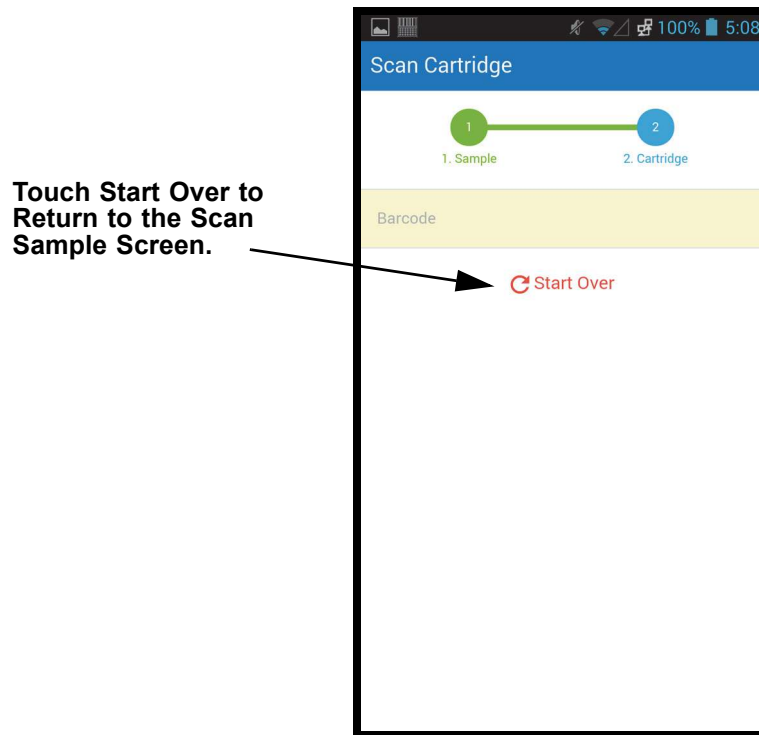 100% 5:08
Scan Cartridge
1 2
1. Sample 2. Cartridge
Touch Start Over to
Return to the Scan
Sample Screen.
Barcode
Start Over